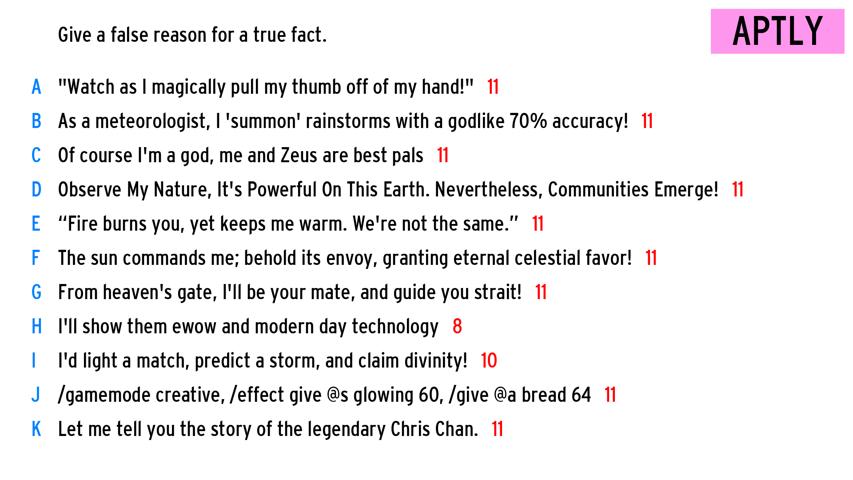 Give a false reason for a true fact.
APTLY
A "Watch as I magically pull my thumb off of my hand!" 11
B As a meteorologist, I 'summon' rainstorms with a godlike 70% accuracy! 11
C Of course I'm a god, me and Zeus are best pals 11
D Observe My Nature, It's Powerful On This Earth. Nevertheless, Communities Emerge! 11
E “Fire burns you, yet keeps me warm. We're not the same.” 11
F The sun commands me; behold its envoy, granting eternal celestial favor! 11
G From heaven's gate, I'll be your mate, and guide you strait! 11
H I'll show them ewow and modern day technology 8
I I'd light a match, predict a storm, and claim divinity! 10
J /gamemode creative, /effect give @s glowing 60, /give @a bread 64 11
K Let me tell you the story of the legendary Chris Chan. 11